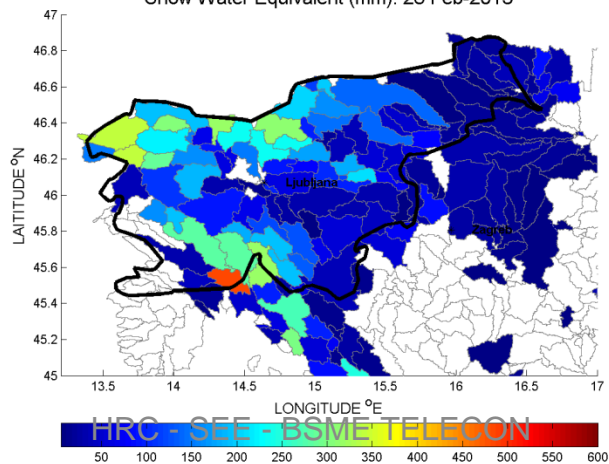 Snow Water Equivalent (mm): 28-Feb-2013
47
46.8
46.6
46.4
46.2
46
45.8
45.6
45.4
45.2
45
LAITITUDE °N
Ljubljana
Zagreb
13.5 14 14.5 15 15.5 16 16.5 17
LONGITUDE °E
HRC - SEE - BSME TELECON
50 100 150 200 250 300 350 400 450 500 550 600